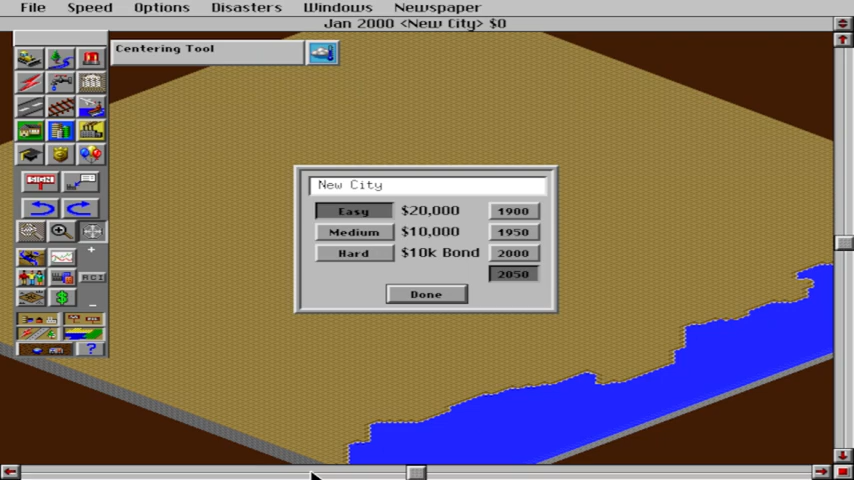 File Speed Options Disasters Windows Newspaper
Jan 2000 <New City> $0
Centering Tool
New City
Easy $20,000 1900
Medium $10,000 1950
Hard $10k Bond 2000
2050
Done
SIGN
+
RCI
−
?